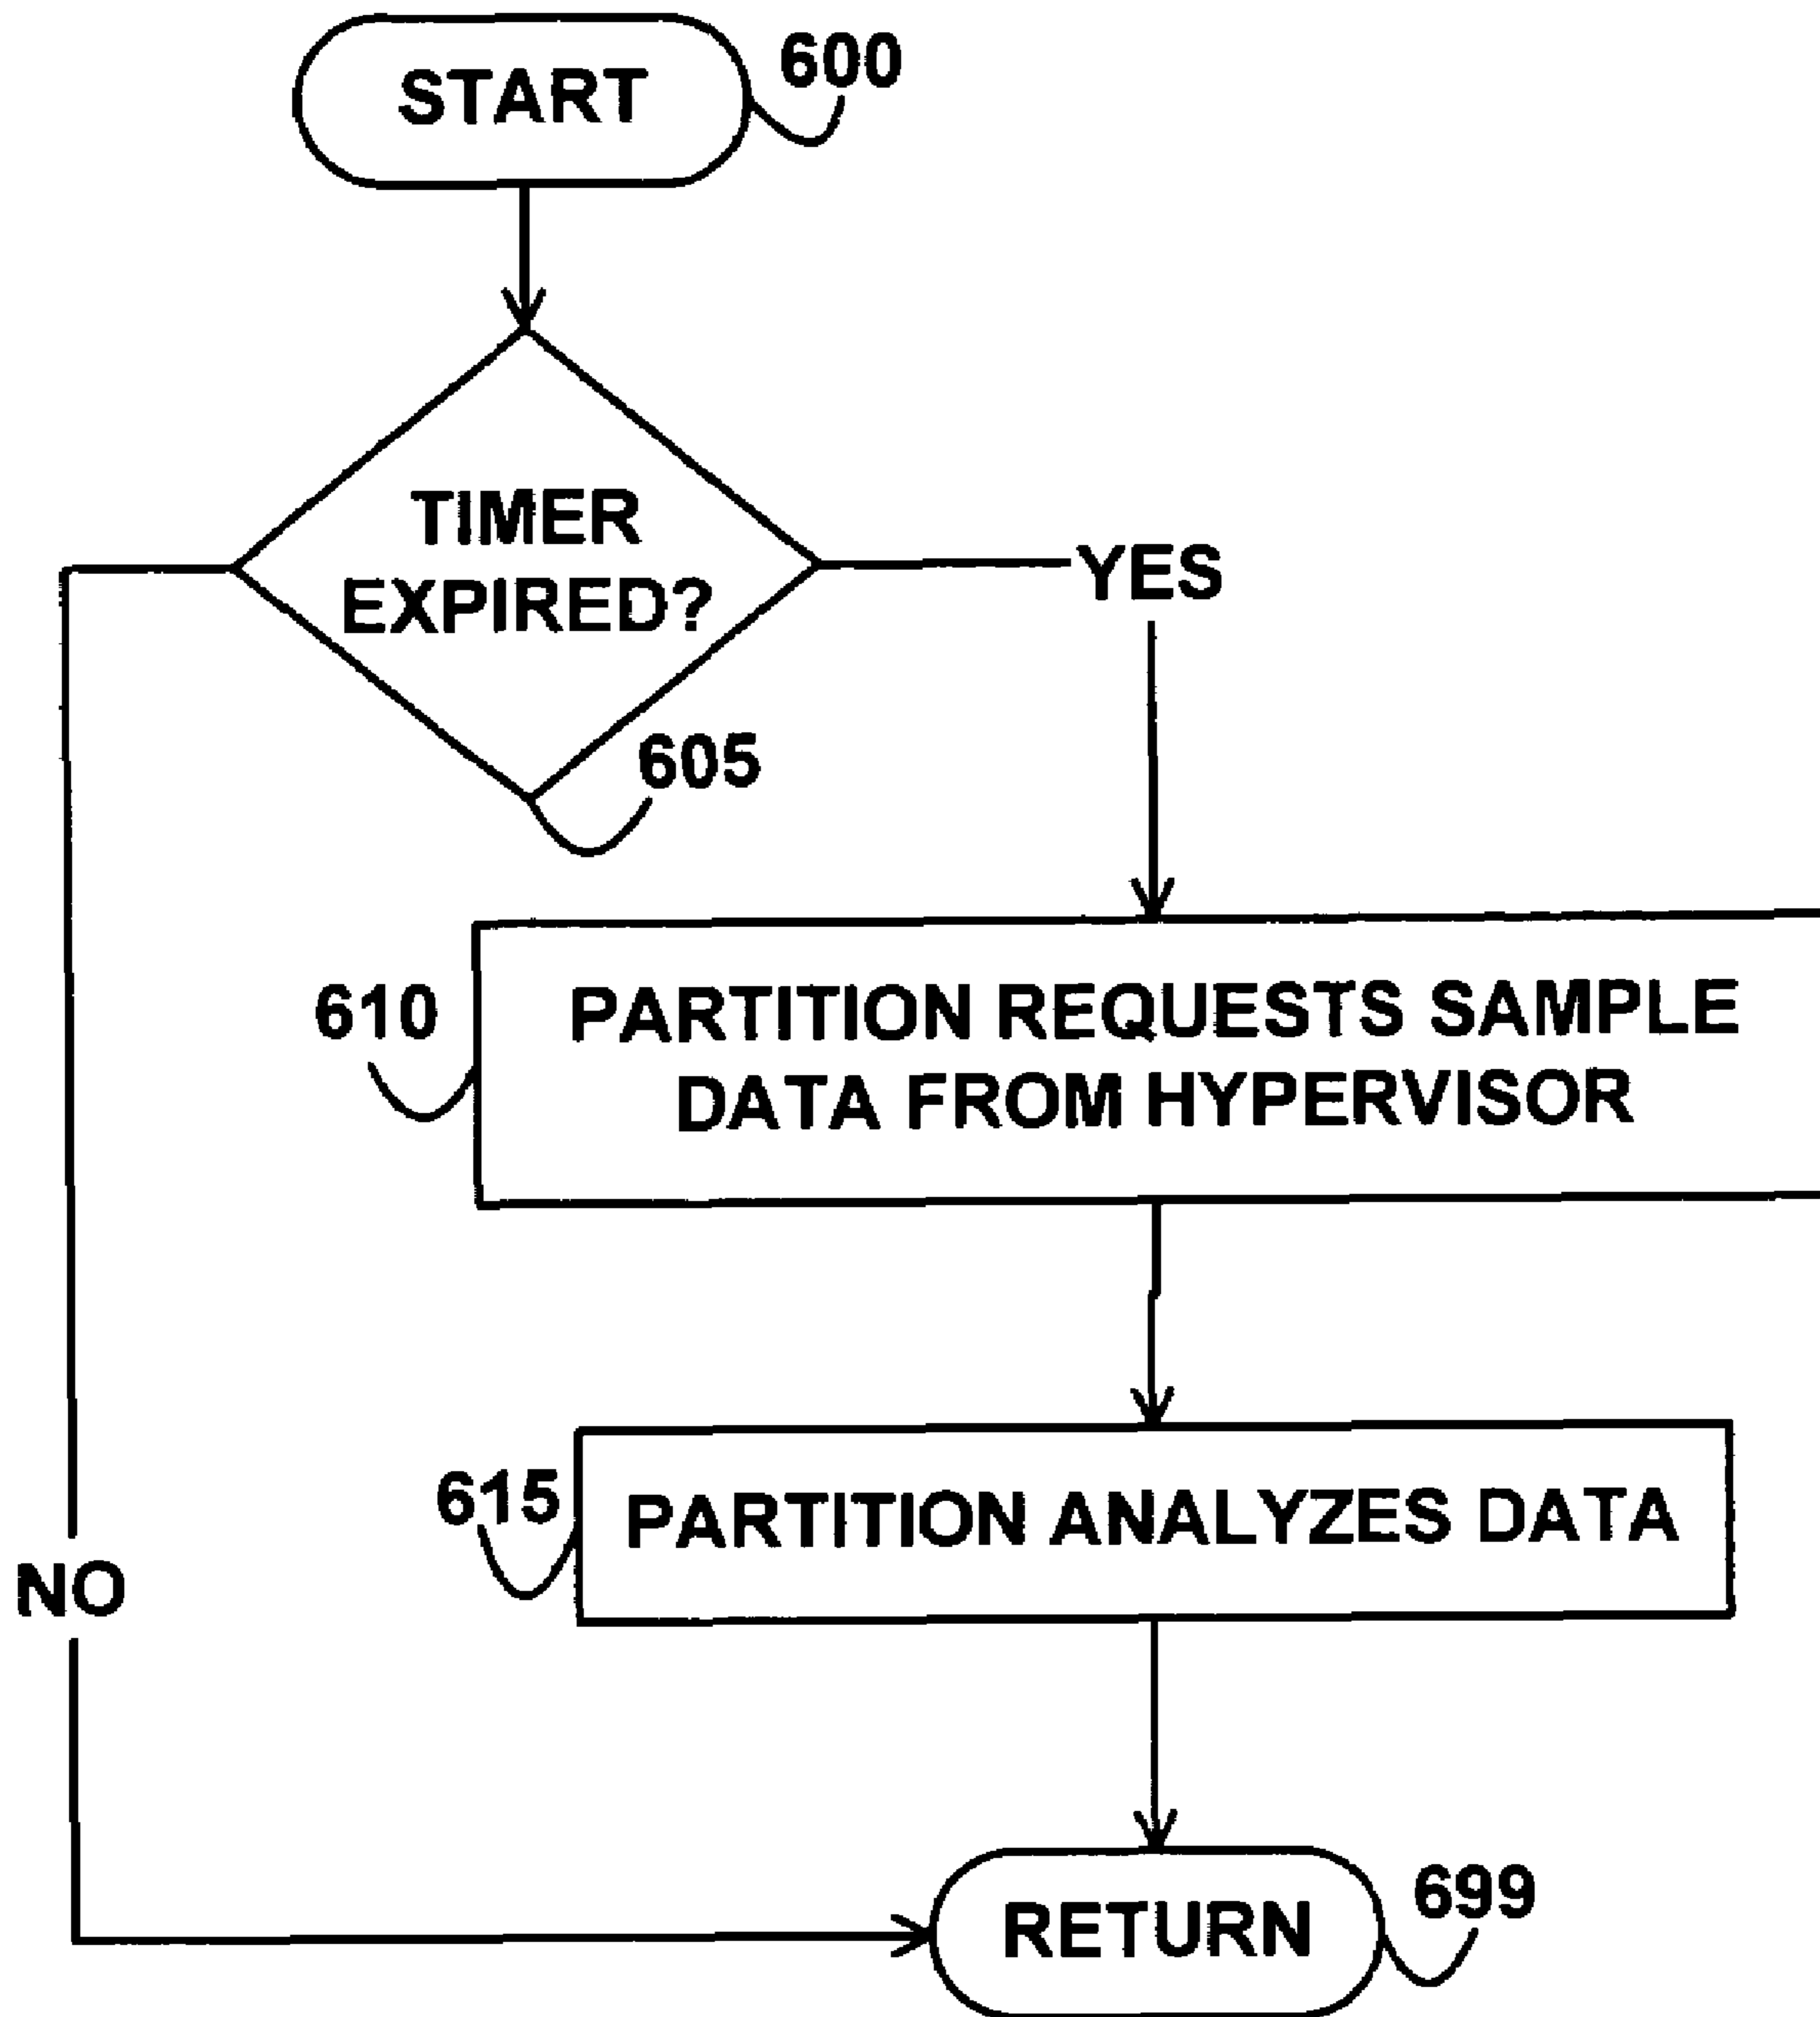 START
600
TIMER
EXPIRED?
YES
605
610
PARTITION REQUESTS SAMPLE
DATA FROM HYPERVISOR
615
PARTITION ANALYZES DATA
NO
RETURN
699